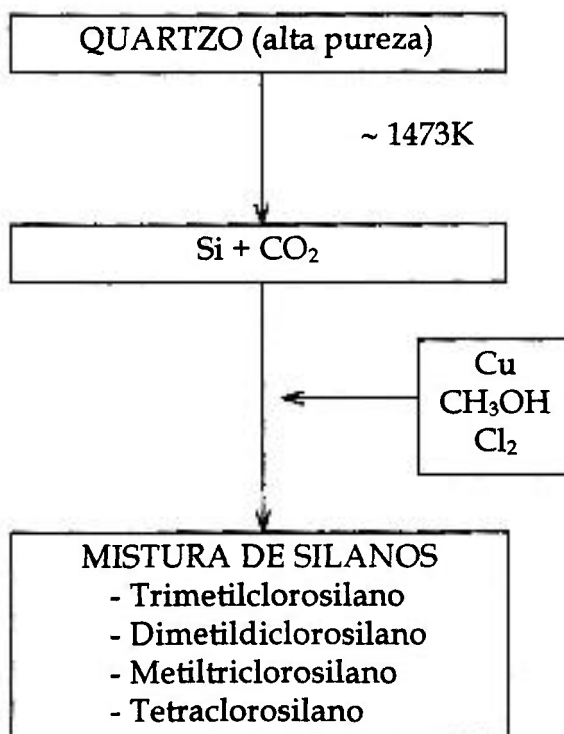 QUARTZO (alta pureza)
~ 1473K
Si + CO₂
Cu
CH₃OH
Cl₂
MISTURA DE SILANOS
- Trimetilclorosilano
- Dimetildiclorosilano
- Metiltriclorosilano
- Tetraclorosilano